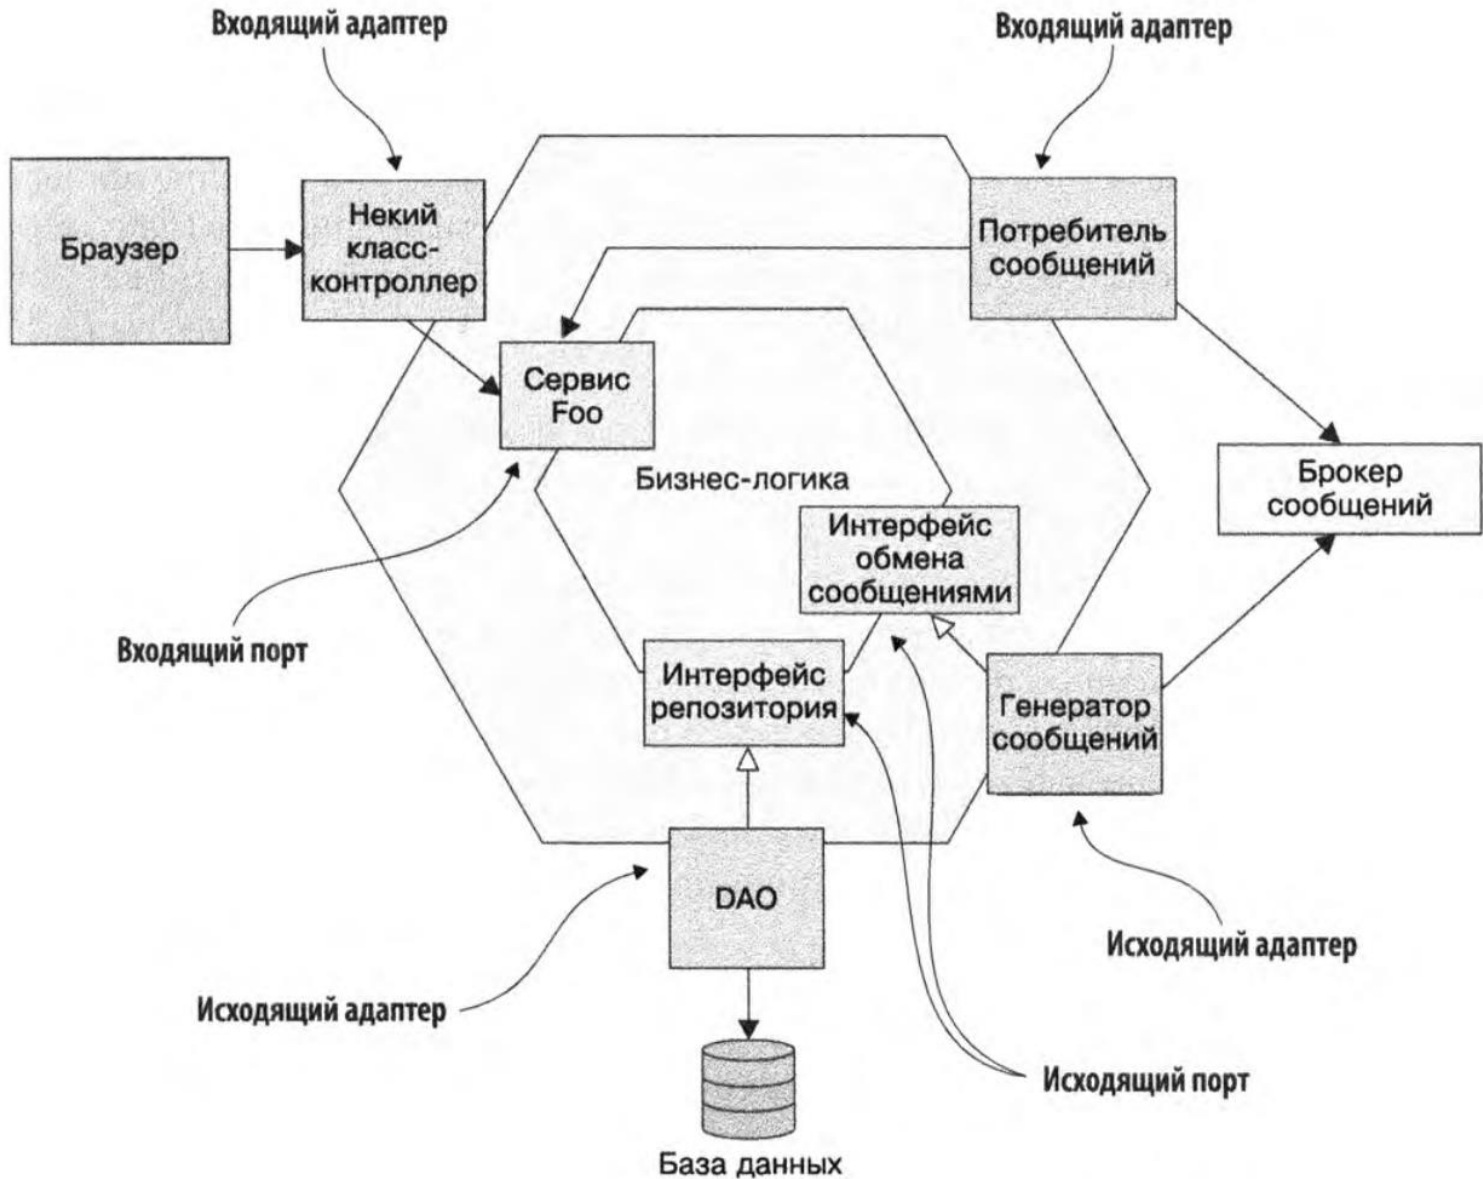 Входящий адаптер
Входящий адаптер
Браузер
Некий
класс-
контроллер
Потребитель
сообщений
Сервис
Foo
Бизнес-логика
Брокер
сообщений
Интерфейс
обмена
сообщениями
Входящий порт
Интерфейс
репозитория
Генератор
сообщений
DAO
Исходящий адаптер
Исходящий адаптер
Исходящий порт
База данных